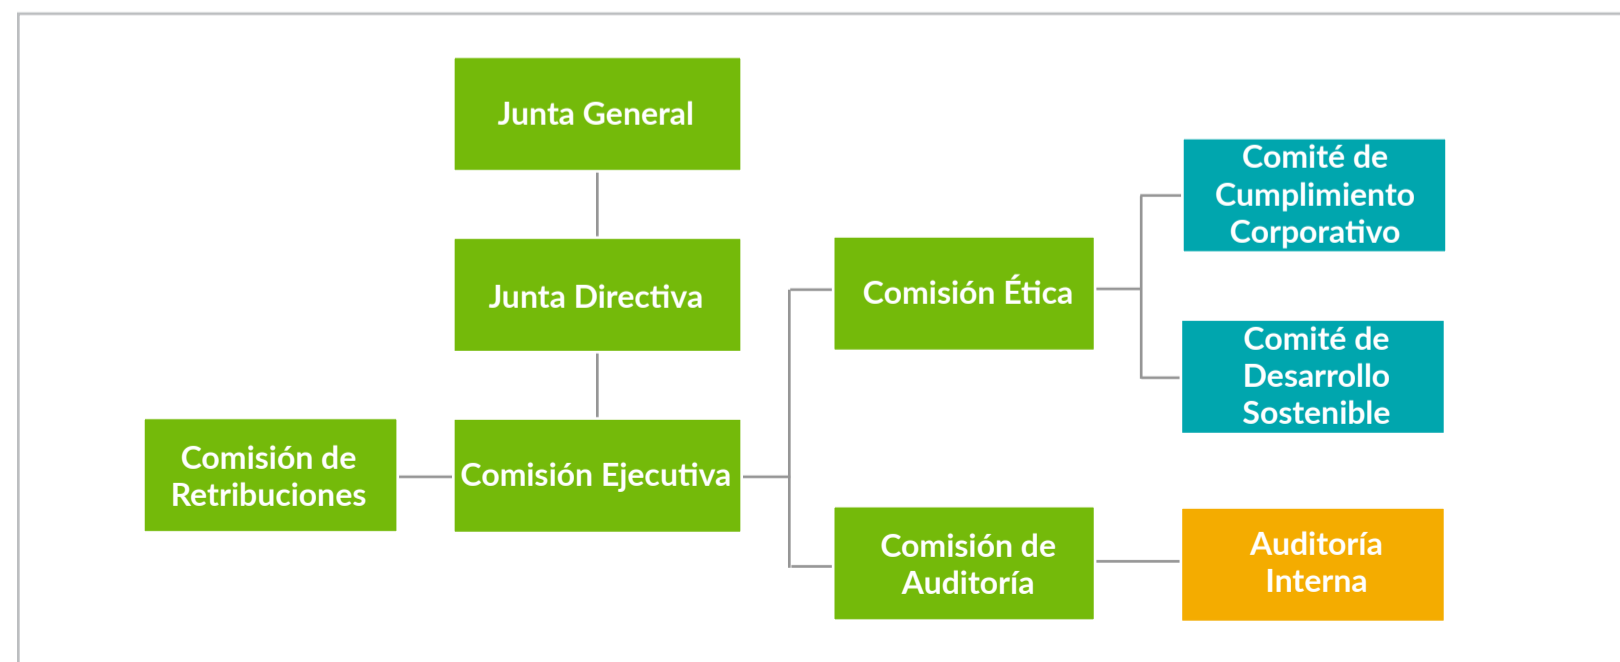 Junta General
Junta Directiva
Comisión de
Retribuciones
Comisión Ejecutiva
Comisión Ética
Comité de
Cumplimiento
Corporativo
Comité de
Desarrollo
Sostenible
Comisión de
Auditoría
Auditoría
Interna